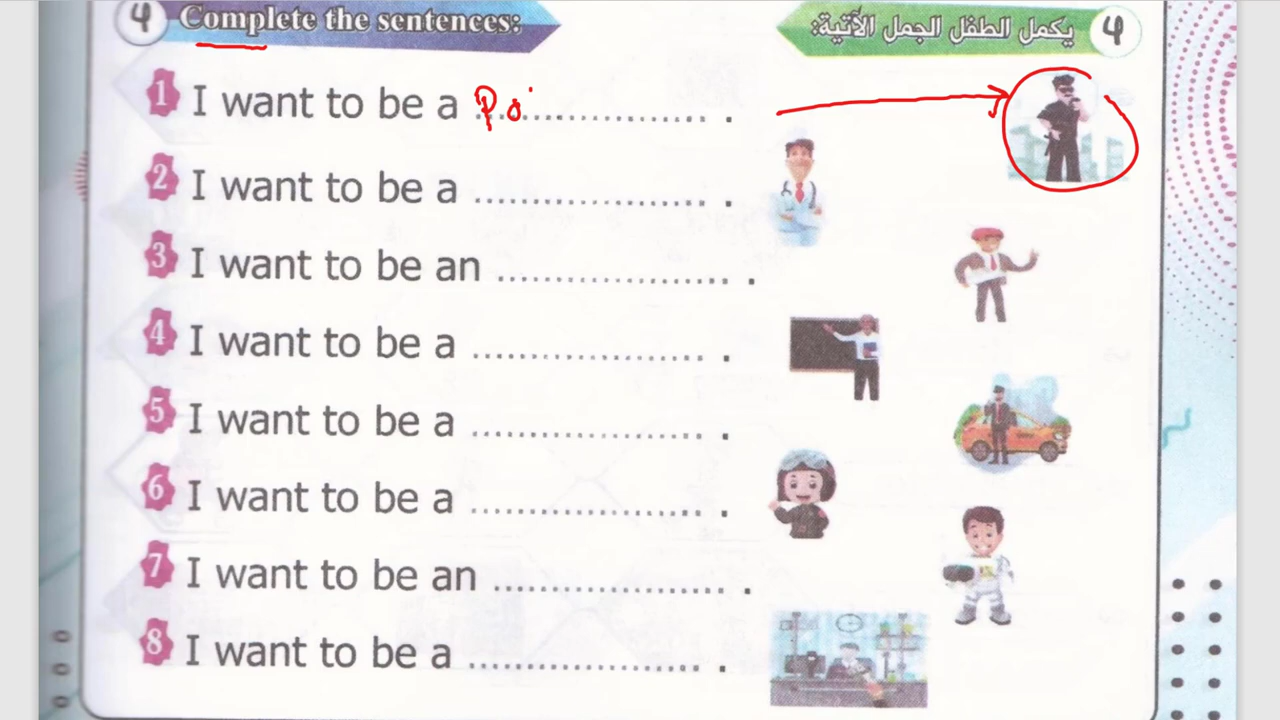 4 Complete the sentences:
يكمل الطفل الجمل الآتية: 4
1 I want to be a Po.................... .
2 I want to be a ........................ .
3 I want to be an ........................ .
4 I want to be a ........................ .
5 I want to be a ........................ .
6 I want to be a ........................ .
7 I want to be an ........................ .
8 I want to be a ........................ .